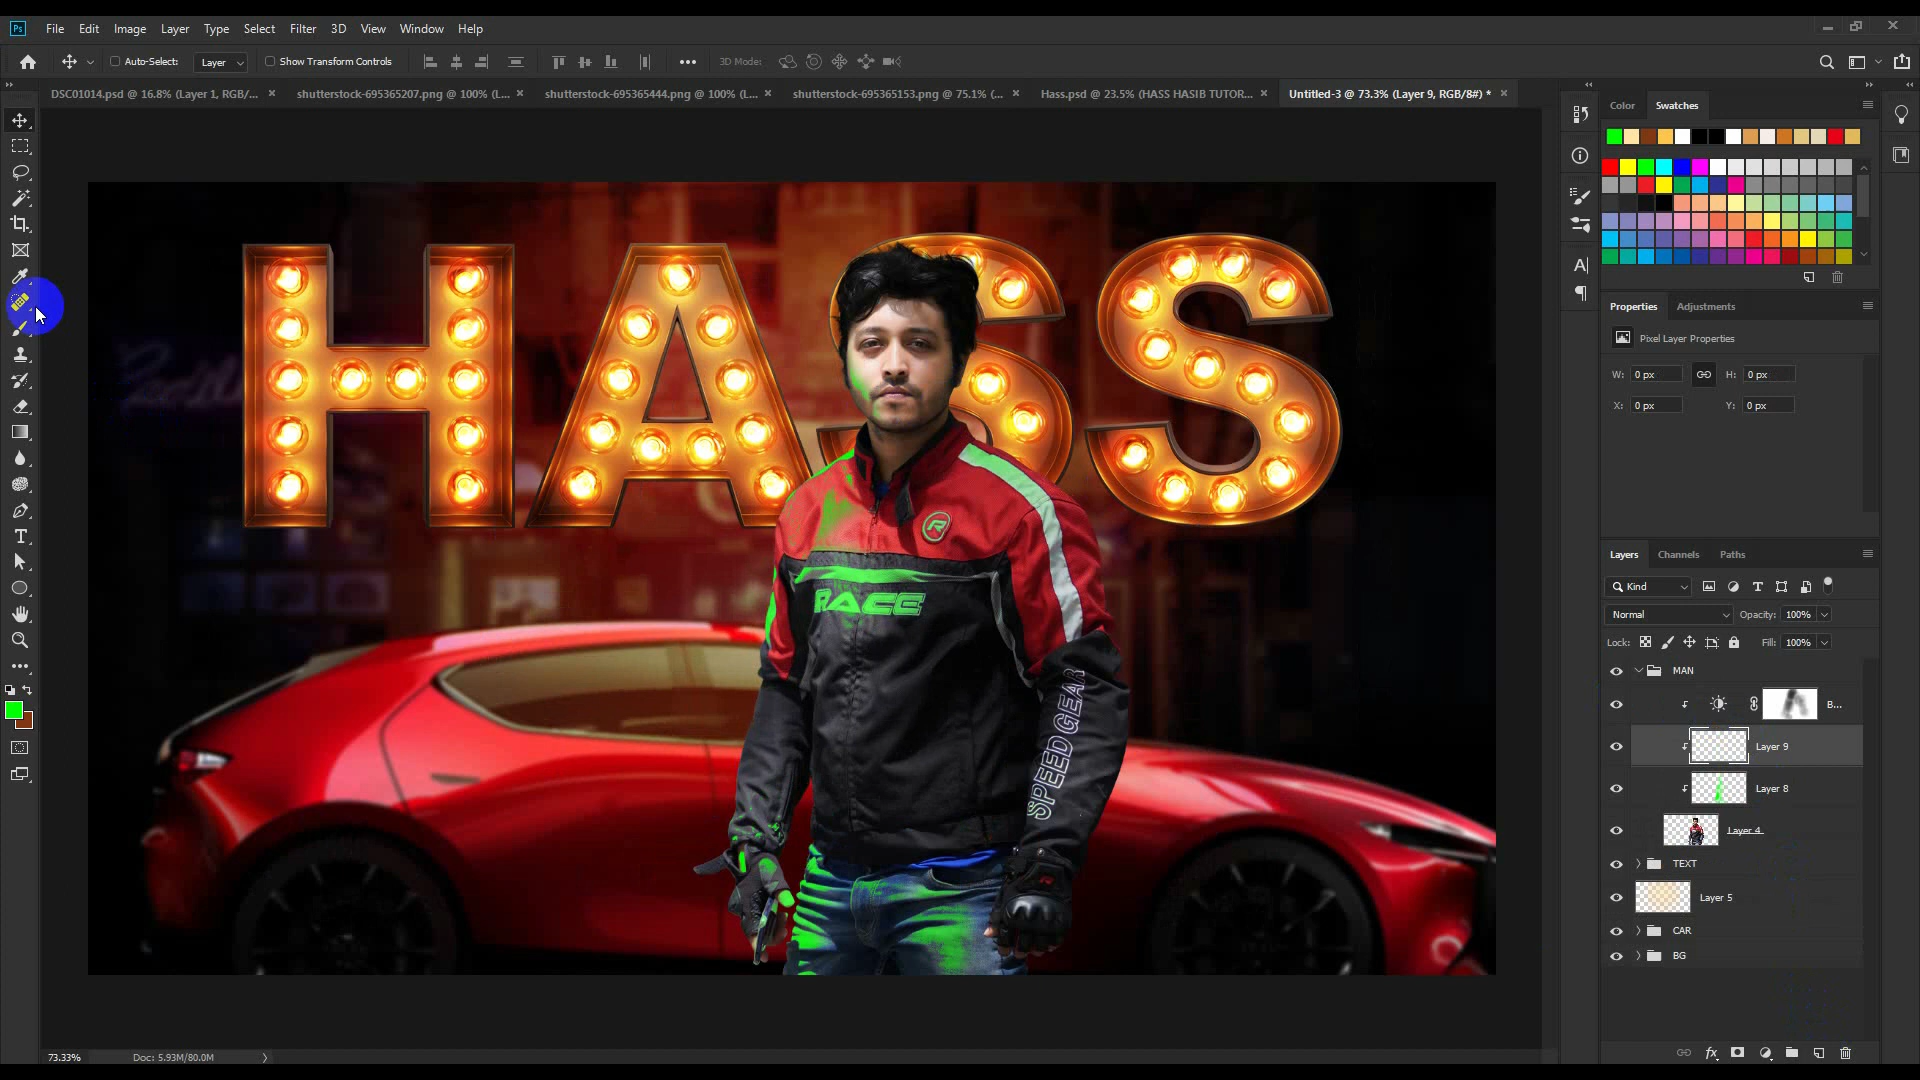 File Edit Image Layer Type Select Filter 3D View Window Help
Auto-Select: Layer Show Transform Controls 3D Mode:
DSC01014.psd @ 16.8% (Layer 1, RGB/... × shutterstock-695365207.png @ 100% (L... × shutterstock-695365444.png @ 100% (L... × shutterstock-695365153.png @ 75.1% (... × Hass.psd @ 23.5% (HASS HASIB TUTOR... × Untitled-3 @ 73.3% (Layer 9, RGB/8#) * ×
Color Swatches
HASS
Properties Adjustments
Pixel Layer Properties
W: 0 px H: 0 px
X: 0 px Y: 0 px
R
RACE
SPEED GEAR
Layers Channels Paths
Kind
Normal Opacity: 100%
Lock: Fill: 100%
MAN
B...
Layer 9
Layer 8
Layer 4
TEXT
Layer 5
CAR
BG
73.33% Doc: 5.93M/80.0M